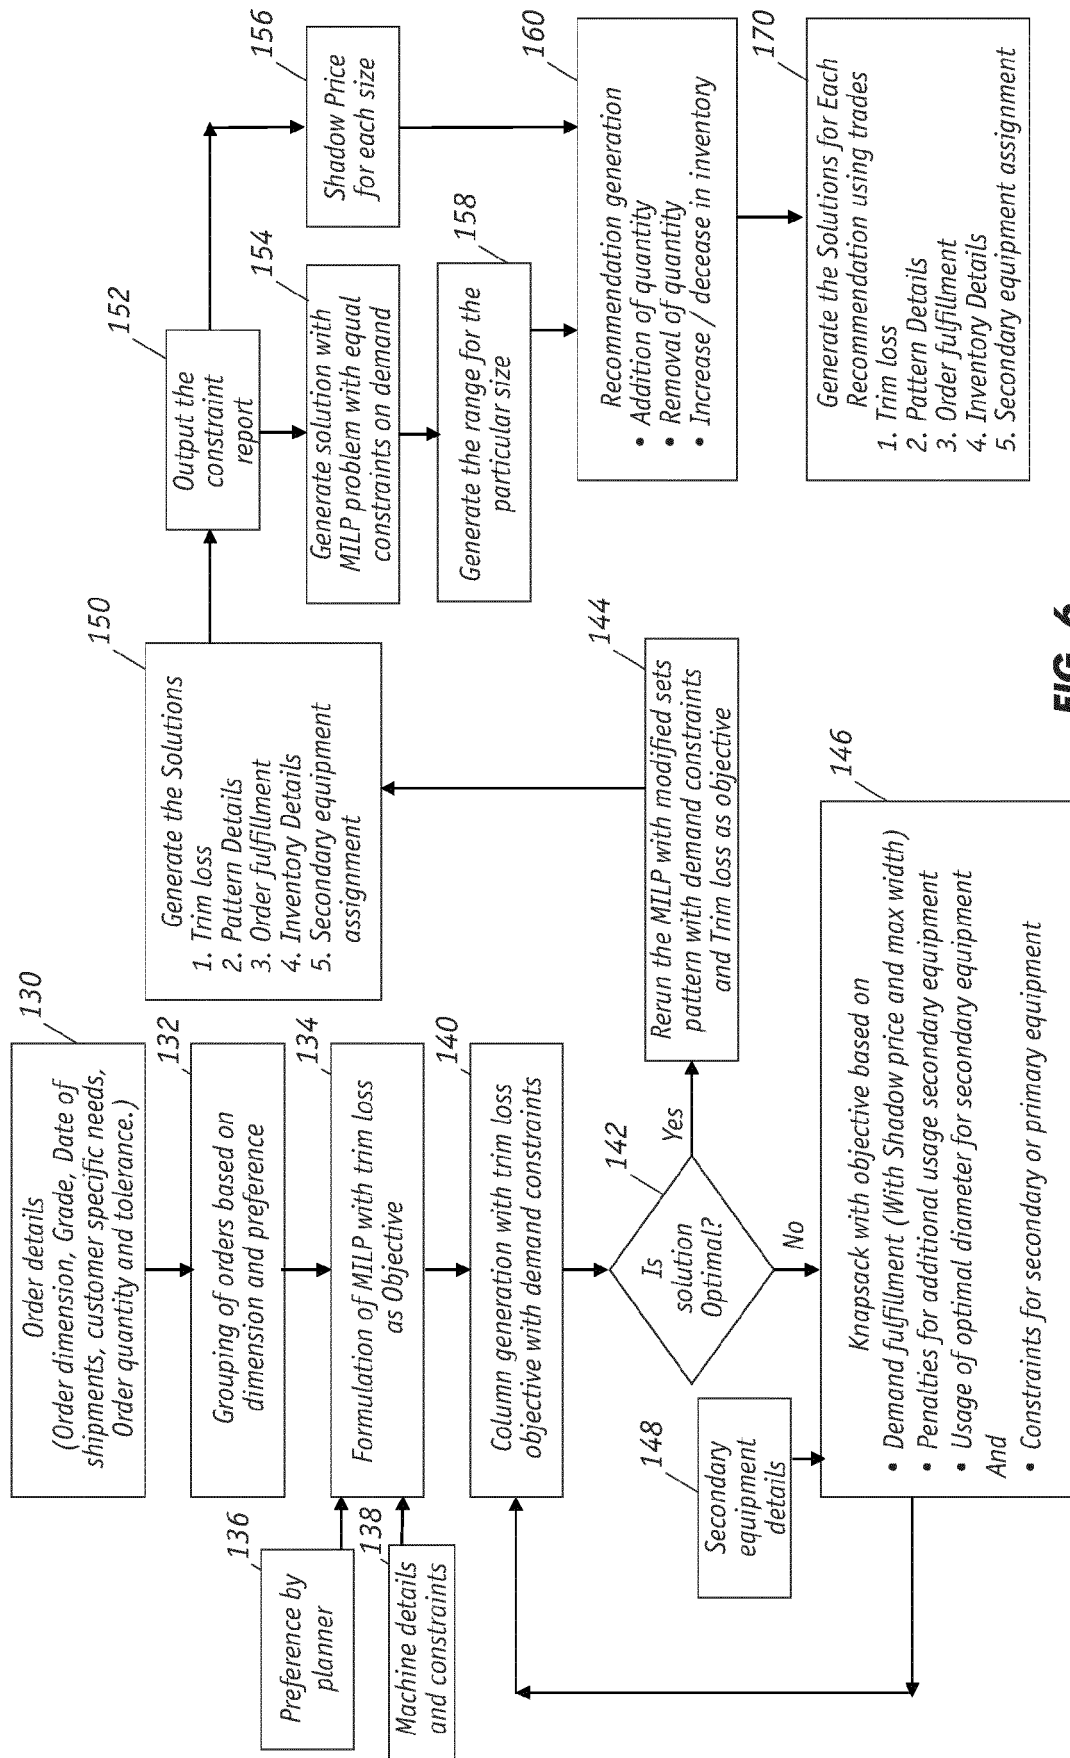 130
Order details
(Order dimension, Grade, Date of
shipments, customer specific needs,
Order quantity and tolerance.)
132
Grouping of orders based on
dimension and preference
136
Preference by
planner
134
Formulation of MILP with trim loss
as Objective
138
Machine details
and constraints
140
Column generation with trim loss
objective with demand constraints
142
Is
solution
Optimal?
Yes
No
148
Secondary
equipment
details
146
Knapsack with objective based on
• Demand fulfillment (With Shadow price and max width)
• Penalties for additional usage secondary equipment
• Usage of optimal diameter for secondary equipment
And
• Constraints for secondary or primary equipment
144
Rerun the MILP with modified sets
pattern with demand constraints
and Trim loss as objective
150
Generate the Solutions
1. Trim loss
2. Pattern Details
3. Order fulfillment
4. Inventory Details
5. Secondary equipment
assignment
152
Output the
constraint
report
154
Generate solution with
MILP problem with equal
constraints on demand
156
Shadow Price
for each size
158
Generate the range for the
particular size
160
Recommendation generation
• Addition of quantity
• Removal of quantity
• Increase / decease in inventory
170
Generate the Solutions for Each
Recommendation using trades
1. Trim loss
2. Pattern Details
3. Order fulfillment
4. Inventory Details
5. Secondary equipment assignment
FIG. 6